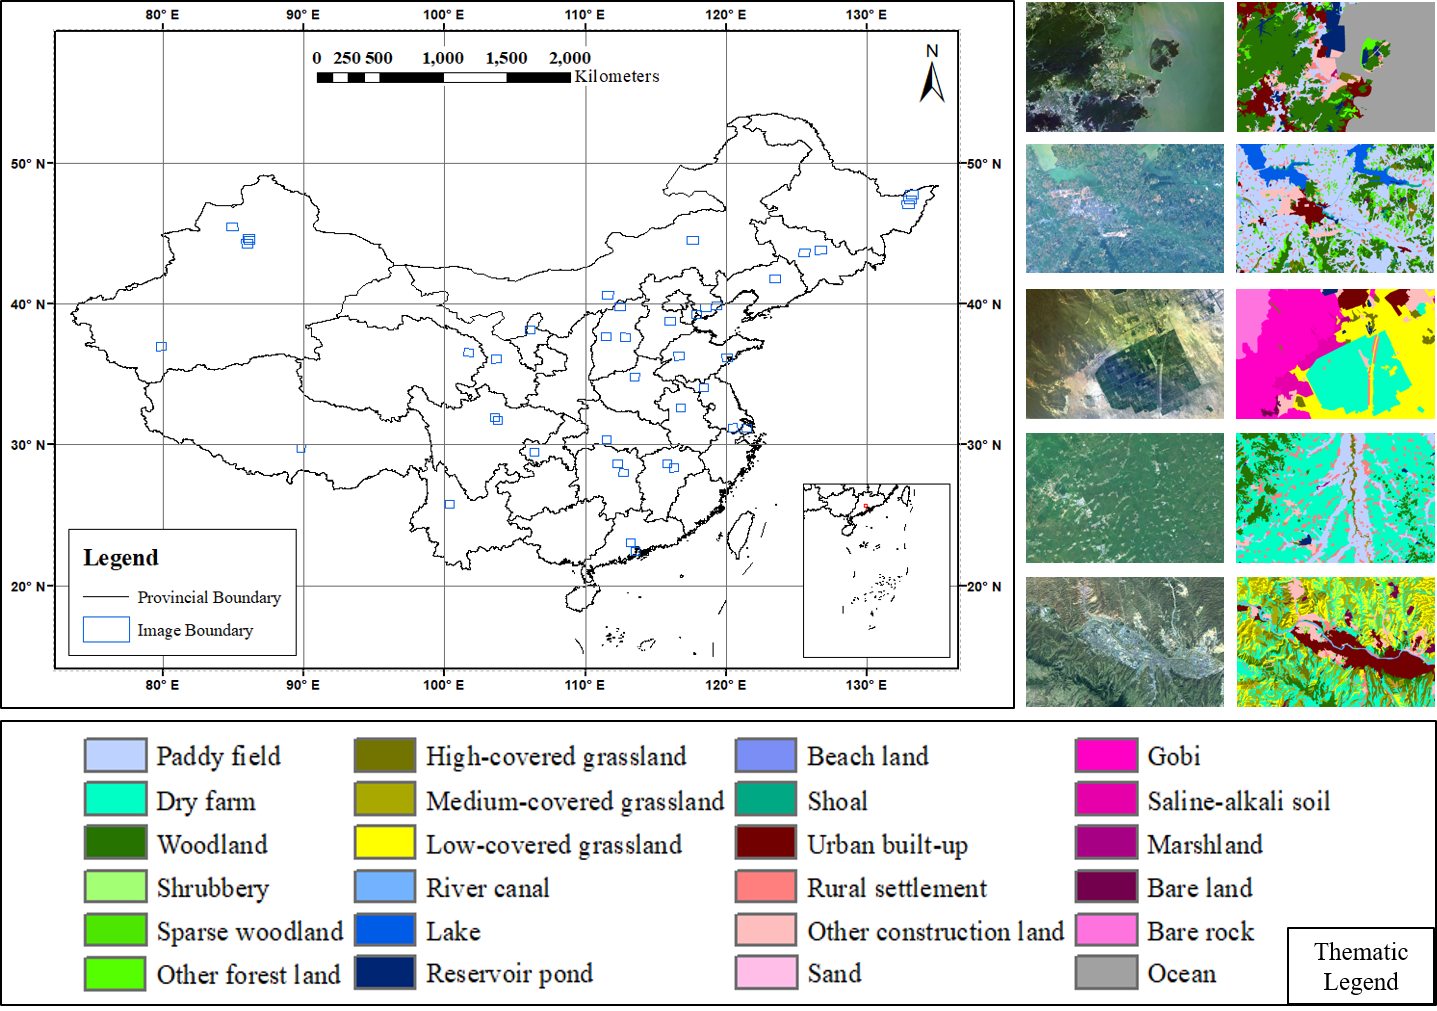 80° E 90° E 100° E 110° E 120° E 130° E
0 250 500 1,000 1,500 2,000
Kilometers
N
50° N 50° N
40° N 40° N
30° N 30° N
20° N 20° N
Legend
Provincial Boundary
Image Boundary
80° E 90° E 100° E 110° E 120° E 130° E
Paddy field High-covered grassland Beach land Gobi
Dry farm Medium-covered grassland Shoal Saline-alkali soil
Woodland Low-covered grassland Urban built-up Marshland
Shrubbery River canal Rural settlement Bare land
Sparse woodland Lake Other construction land Bare rock
Other forest land Reservoir pond Sand Ocean
Thematic
Legend